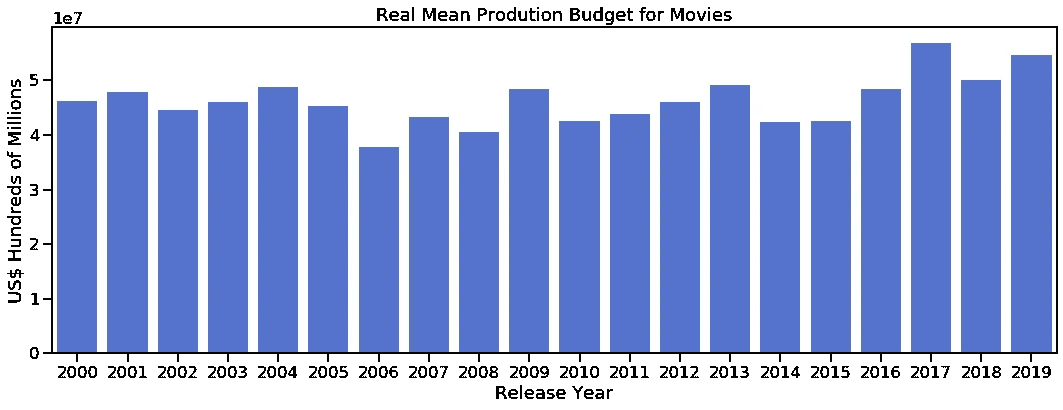 Real Mean Prodution Budget for Movies
1e7
US$ Hundreds of Millions
5
4
3
2
1
0
2000 2001 2002 2003 2004 2005 2006 2007 2008 2009 2010 2011 2012 2013 2014 2015 2016 2017 2018 2019
Release Year